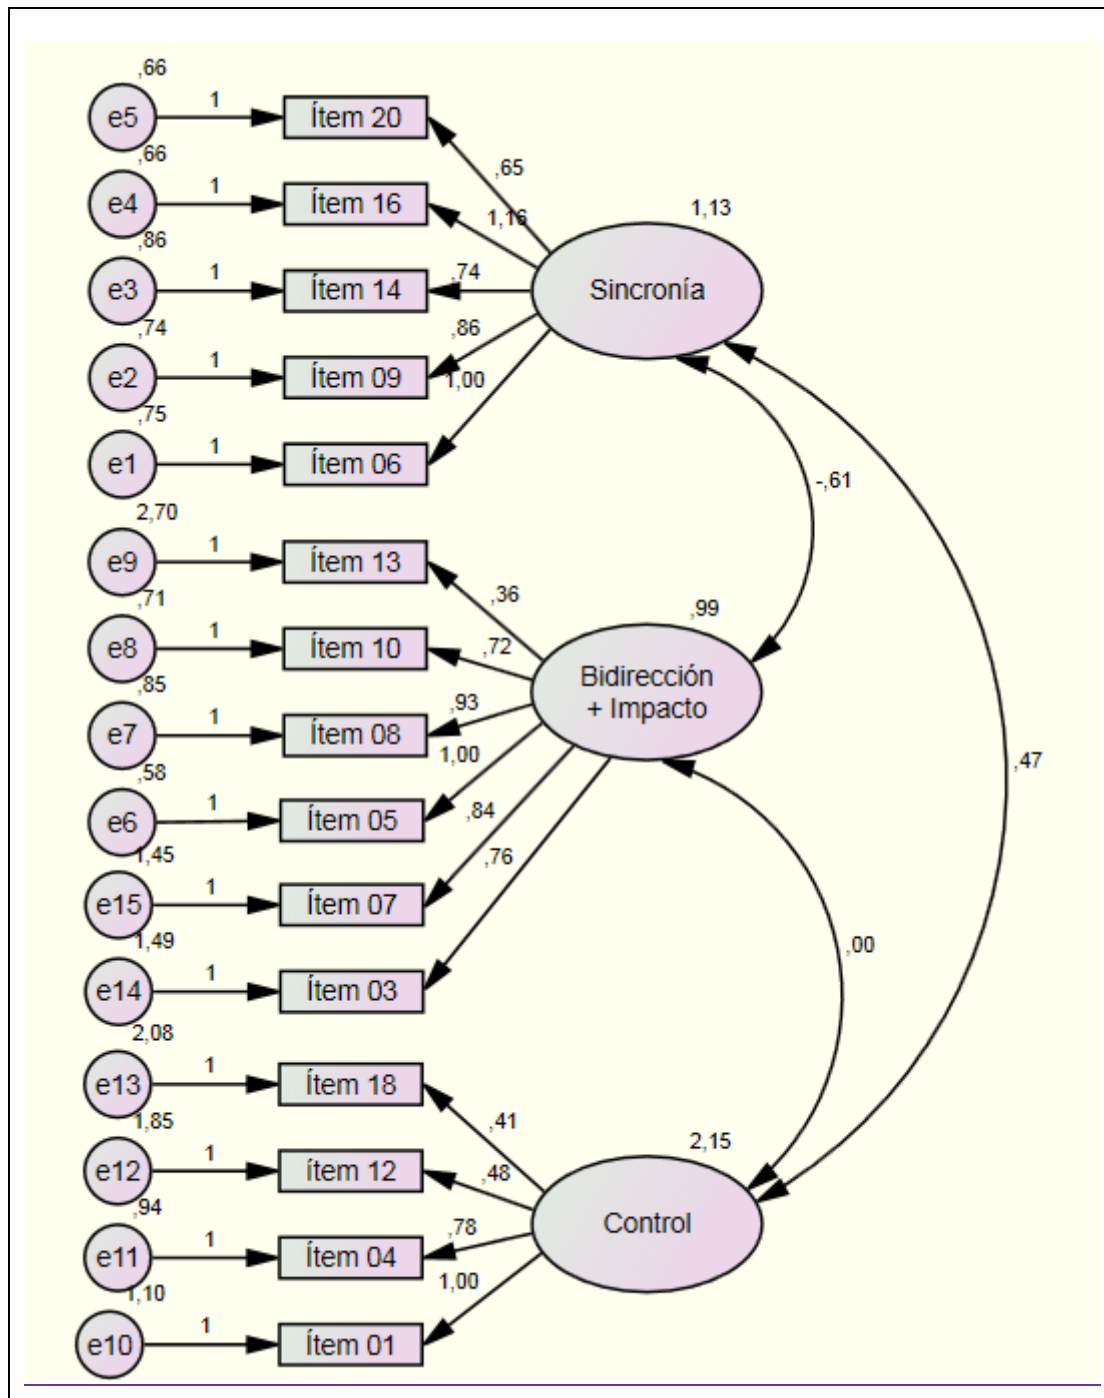 ,66
e5 1 Ítem 20
,65
,66
e4 1 Ítem 16
1,16
1,13
,86
e3 1 Ítem 14
,74
Sincronía
,74
e2 1 Ítem 09
,86
,75
e1 1 Ítem 06
1,00
-,61
2,70
e9 1 Ítem 13
,36
,99
,71
e8 1 Ítem 10
,72
Bidirección
+ Impacto
,85
e7 1 Ítem 08
,93
,47
,58
e6 1 Ítem 05
1,00
1,45
e15 1 Ítem 07
,84
1,49
e14 1 Ítem 03
,76
,00
2,08
e13 1 Ítem 18
,41
2,15
1,85
e12 1 ítem 12
,48
Control
,94
e11 1 Ítem 04
,78
1,10
e10 1 Ítem 01
1,00